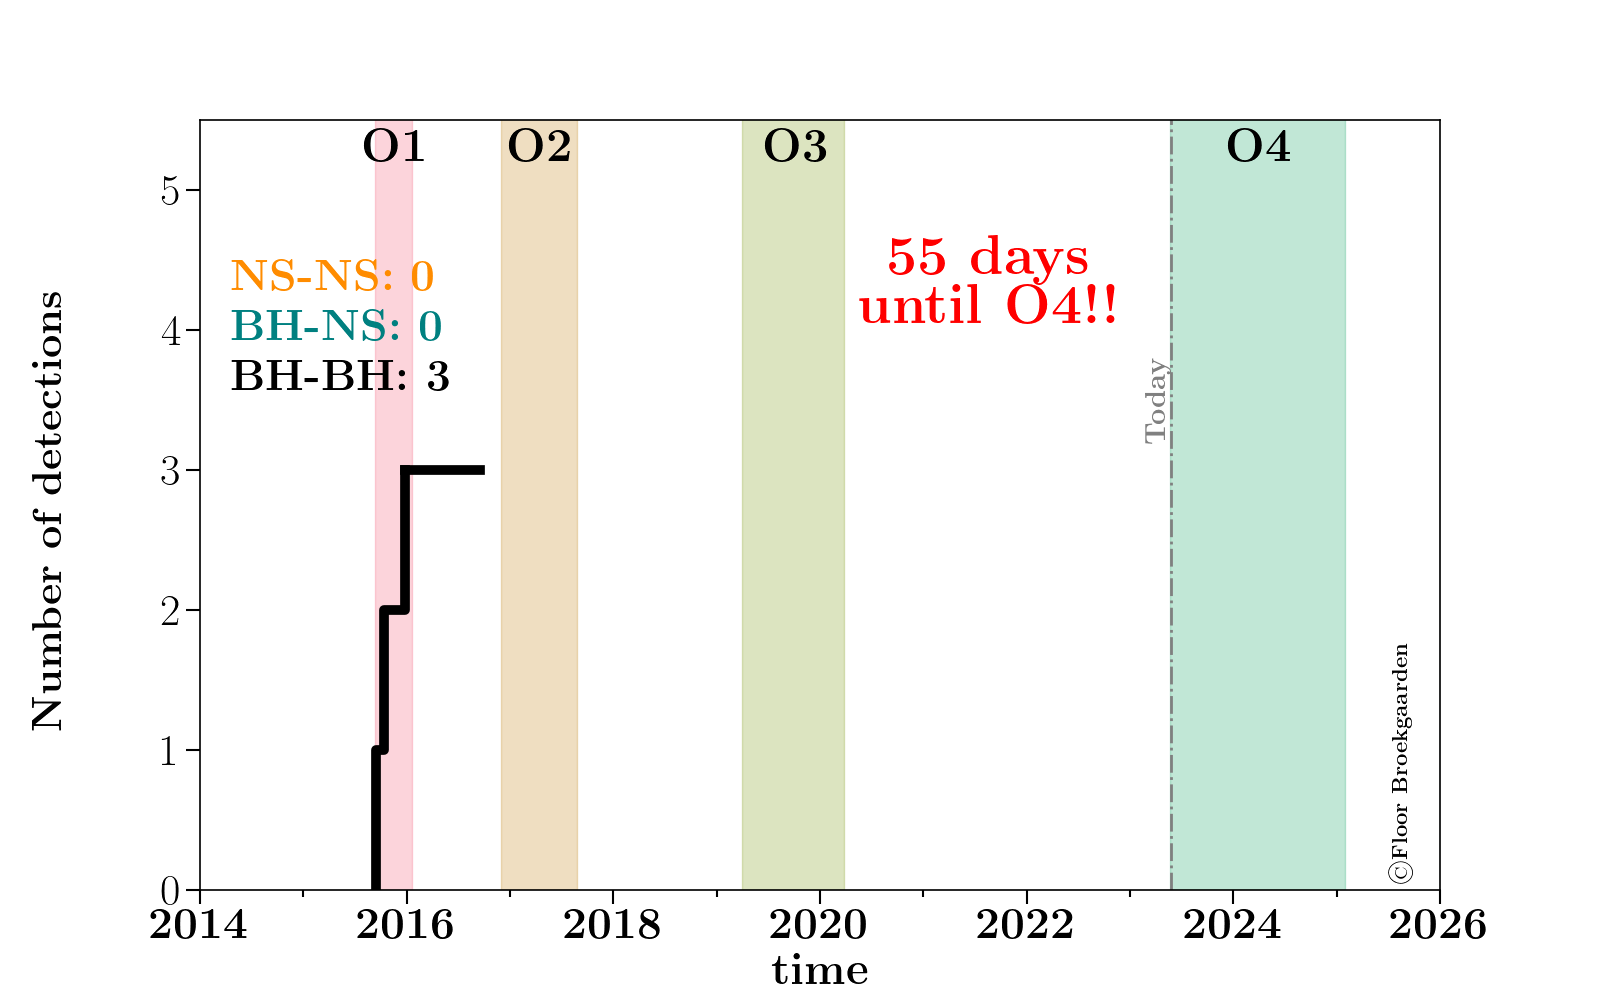 O1 O2 O3 O4
NS-NS: 0
BH-NS: 0
BH-BH: 3
55 days
until O4!!
Today
©Floor Broekgaarden
Number of detections
5
4
3
2
1
0
2014 2016 2018 2020 2022 2024 2026
time